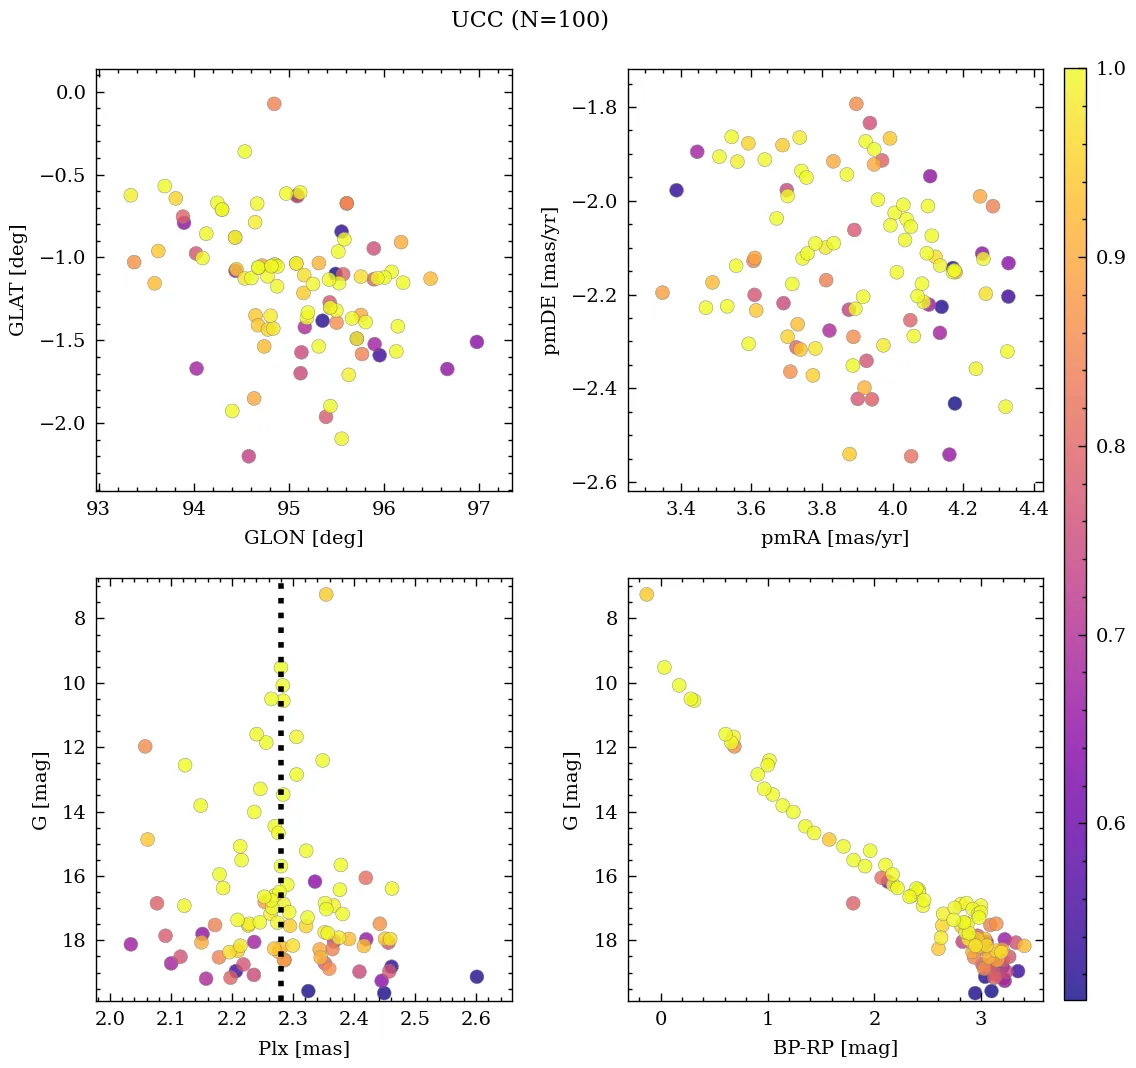 UCC (N=100)
0.0
−0.5
−1.0
−1.5
−2.0
GLAT [deg]
93 94 95 96 97
GLON [deg]
−1.8
−2.0
−2.2
−2.4
−2.6
pmDE [mas/yr]
3.4 3.6 3.8 4.0 4.2 4.4
pmRA [mas/yr]
1.0
0.9
0.8
0.7
0.6
8
10
12
14
16
18
G [mag]
2.0 2.1 2.2 2.3 2.4 2.5 2.6
Plx [mas]
8
10
12
14
16
18
G [mag]
0 1 2 3
BP-RP [mag]